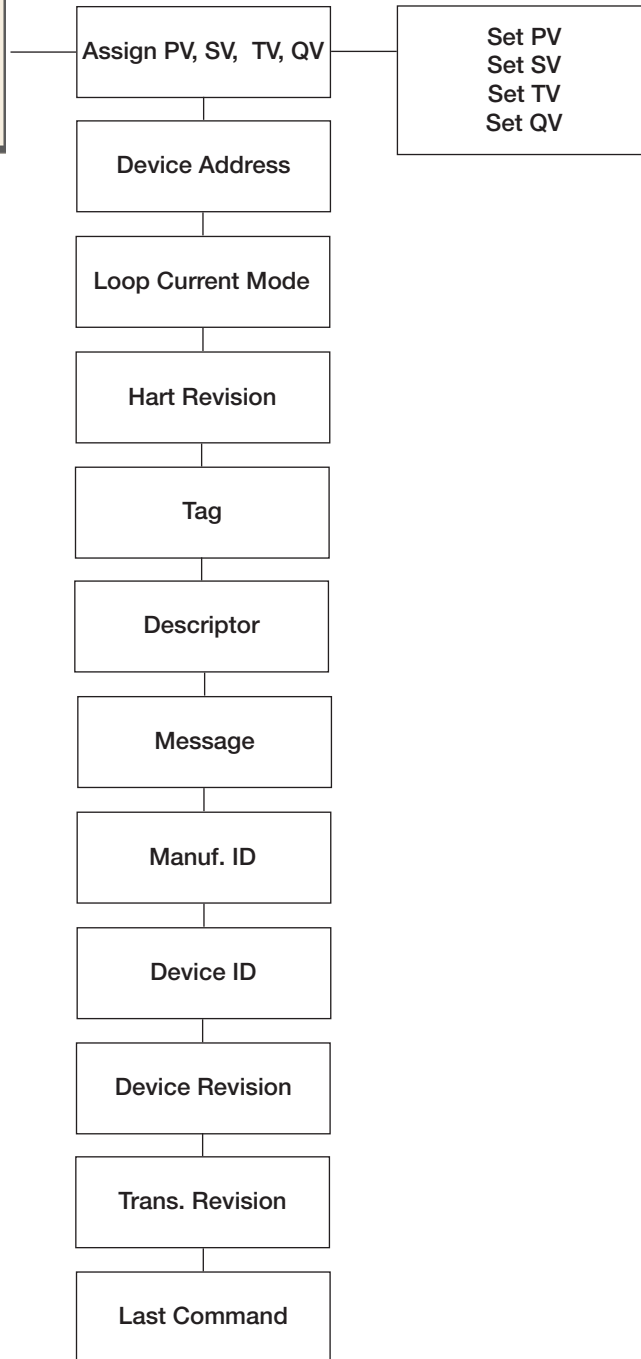 Assign PV, SV, TV, QV
Set PV
Set SV
Set TV
Set QV
Device Address
Loop Current Mode
Hart Revision
Tag
Descriptor
Message
Manuf. ID
Device ID
Device Revision
Trans. Revision
Last Command